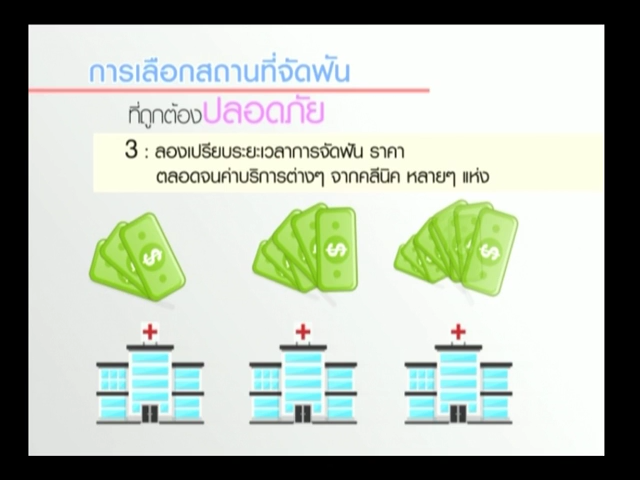 การเลือกสถานที่จัดฟัน
ที่ถูกต้องปลอดภัย
3 : ลองเปรียบระยะเวลาการจัดฟัน ราคา
ตลอดจนค่าบริการต่างๆ จากคลีนิค หลายๆ แห่ง
$ $ $